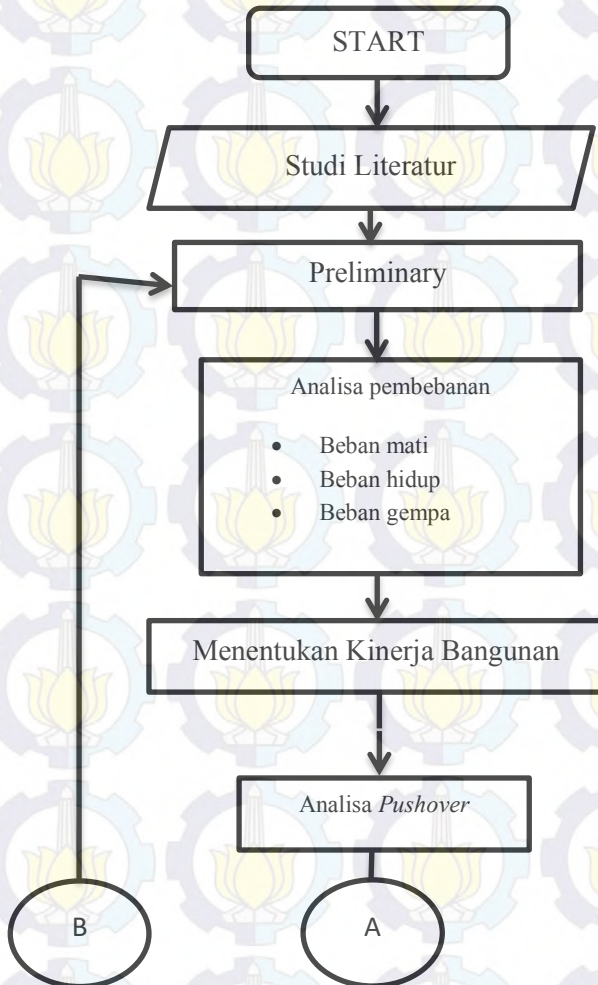 START
Studi Literatur
Preliminary
Analisa pembebanan
• Beban mati
• Beban hidup
• Beban gempa
Menentukan Kinerja Bangunan
Analisa Pushover
B
A